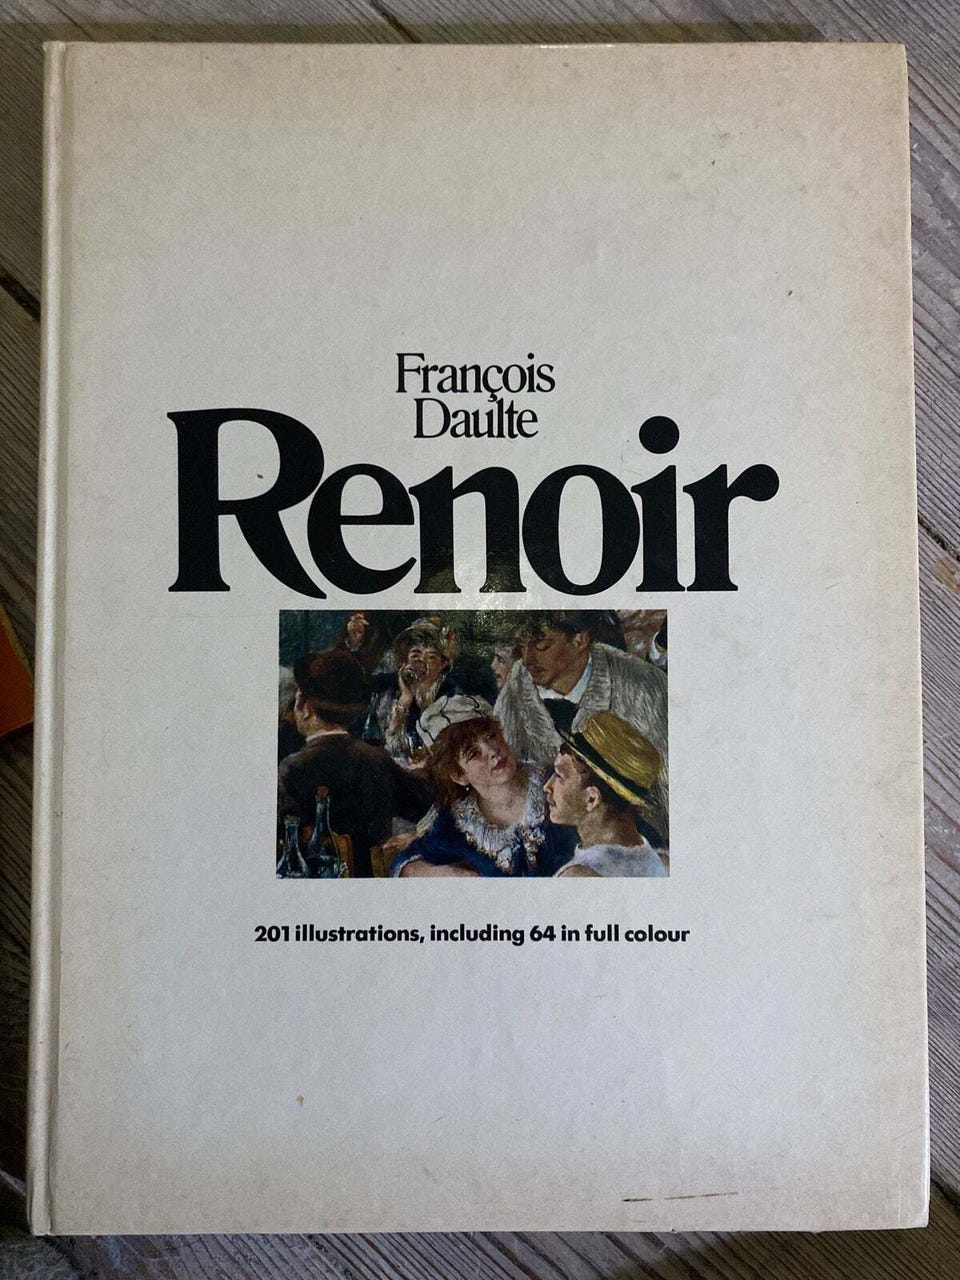 François
Daulte
Renoir
201 illustrations, including 64 in full colour